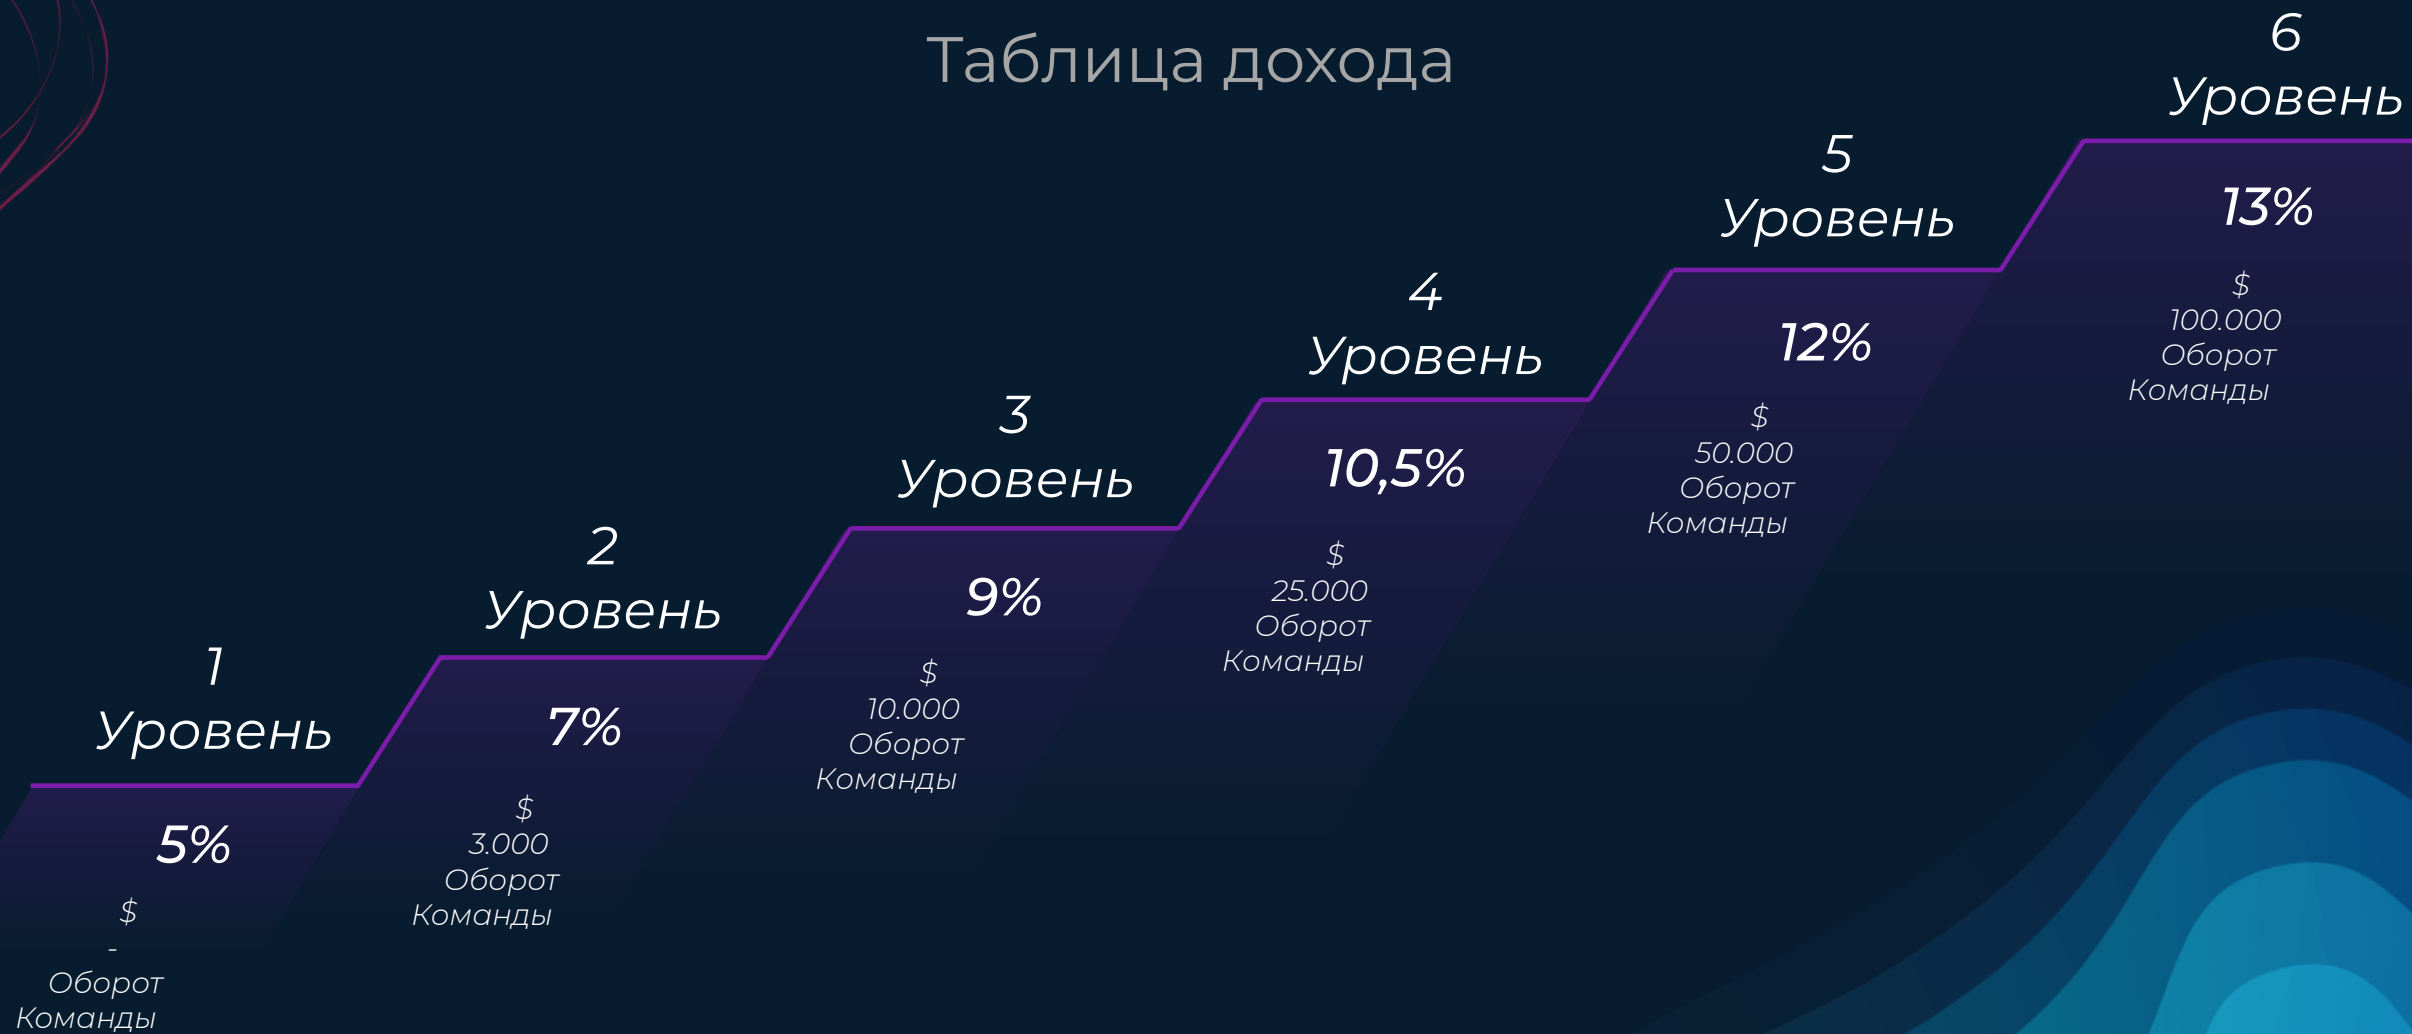 Таблица дохода
1
Уровень
5%
$
-
Оборот
Команды
2
Уровень
7%
$
3.000
Оборот
Команды
3
Уровень
9%
$
10.000
Оборот
Команды
4
Уровень
10,5%
$
25.000
Оборот
Команды
5
Уровень
12%
$
50.000
Оборот
Команды
6
Уровень
13%
$
100.000
Оборот
Команды